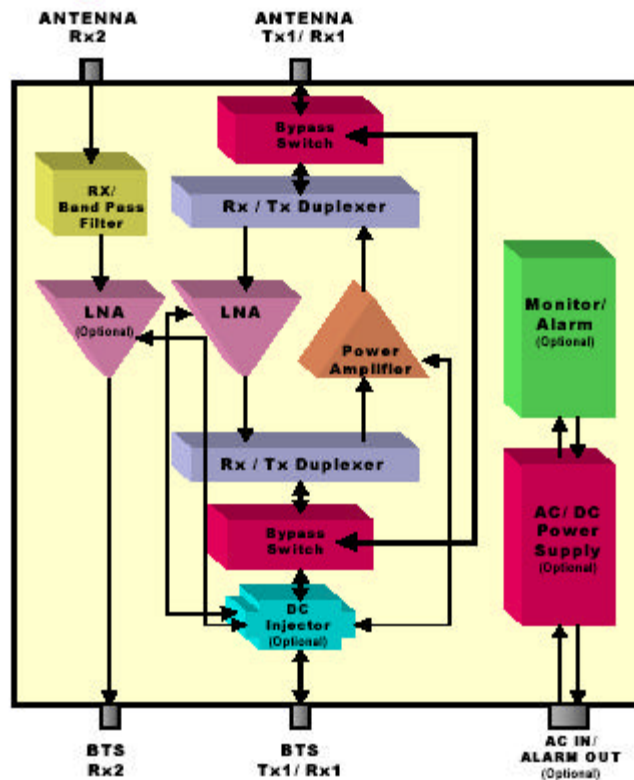 ANTENNA
Rx2
ANTENNA
Tx1/ Rx1
Bypass
Switch
RX/
Band Pass
Filter
Rx / Tx Duplexer
LNA
(Optional)
LNA
Power
Amplifier
Monitor/
Alarm
(Optional)
Rx / Tx Duplexer
AC/ DC
Power
Supply
(Optional)
Bypass
Switch
DC
Injector
(Optional)
BTS
Rx2
BTS
Tx1/ Rx1
AC IN/
ALARM OUT
(Optional)